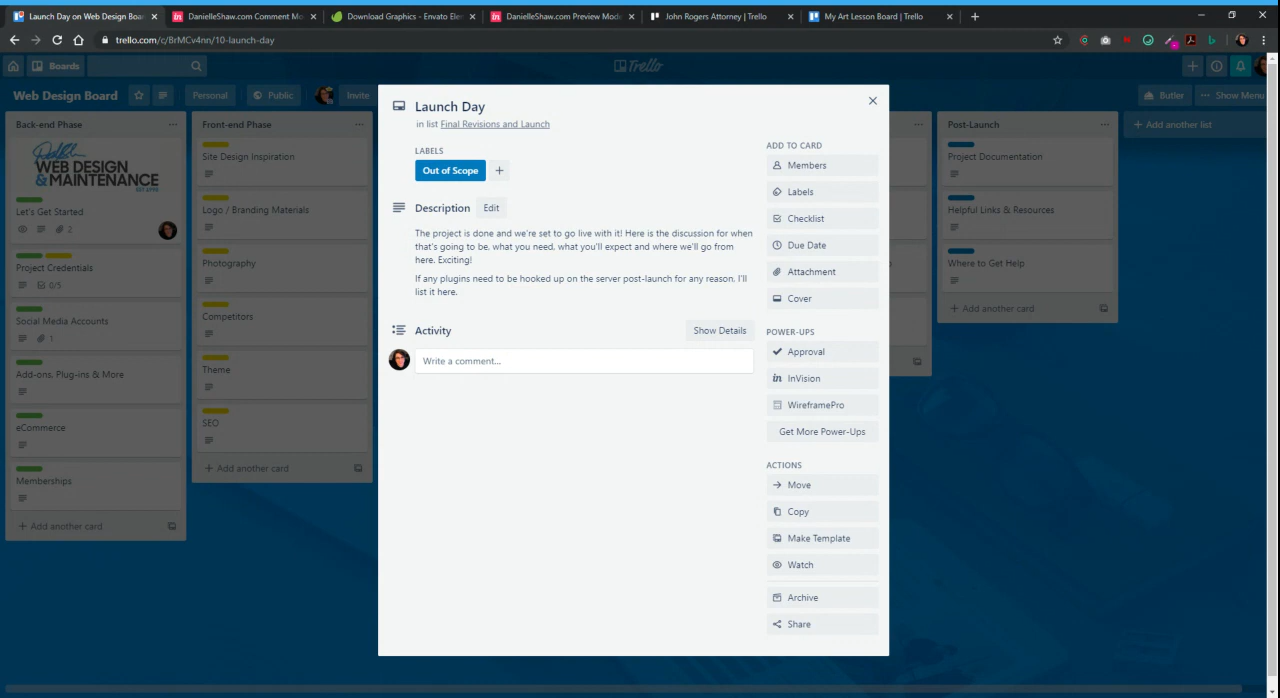 Launch Day on Web Design Boar
DanielleShaw.com Comment Mo
Download Graphics - Envato Ele
DanielleShaw.com Preview Mode
John Rogers Attorney | Trello
My Art Lesson Board | Trello
trello.com/c/BrMCv4nn/10-launch-day
Boards
Trello
Web Design Board
Personal
Public
Invite
Butler
Show Menu
Back-end Phase
WEB DESIGN
& MAINTENANCE
Let's Get Started
2
Project Credentials
0/5
Social Media Accounts
1
Add-ons, Plug-ins & More
eCommerce
Memberships
+ Add another card
Front-end Phase
Site Design Inspiration
Logo / Branding Materials
Photography
Competitors
Theme
SEO
+ Add another card
Launch Day
in list Final Revisions and Launch
LABELS
Out of Scope
Description
Edit
The project is done and we're set to go live with it! Here is the discussion for when
that's going to be, what you need, what you'll expect and where we'll go from
here. Exciting!
If any plugins need to be hooked up on the server post-launch for any reason, I'll
list it here.
Activity
Show Details
Write a comment...
ADD TO CARD
Members
Labels
Checklist
Due Date
Attachment
Cover
POWER-UPS
Approval
in InVision
WireframePro
Get More Power-Ups
ACTIONS
Move
Copy
Make Template
Watch
Archive
Share
Post-Launch
Project Documentation
Helpful Links & Resources
Where to Get Help
+ Add another card
+ Add another list